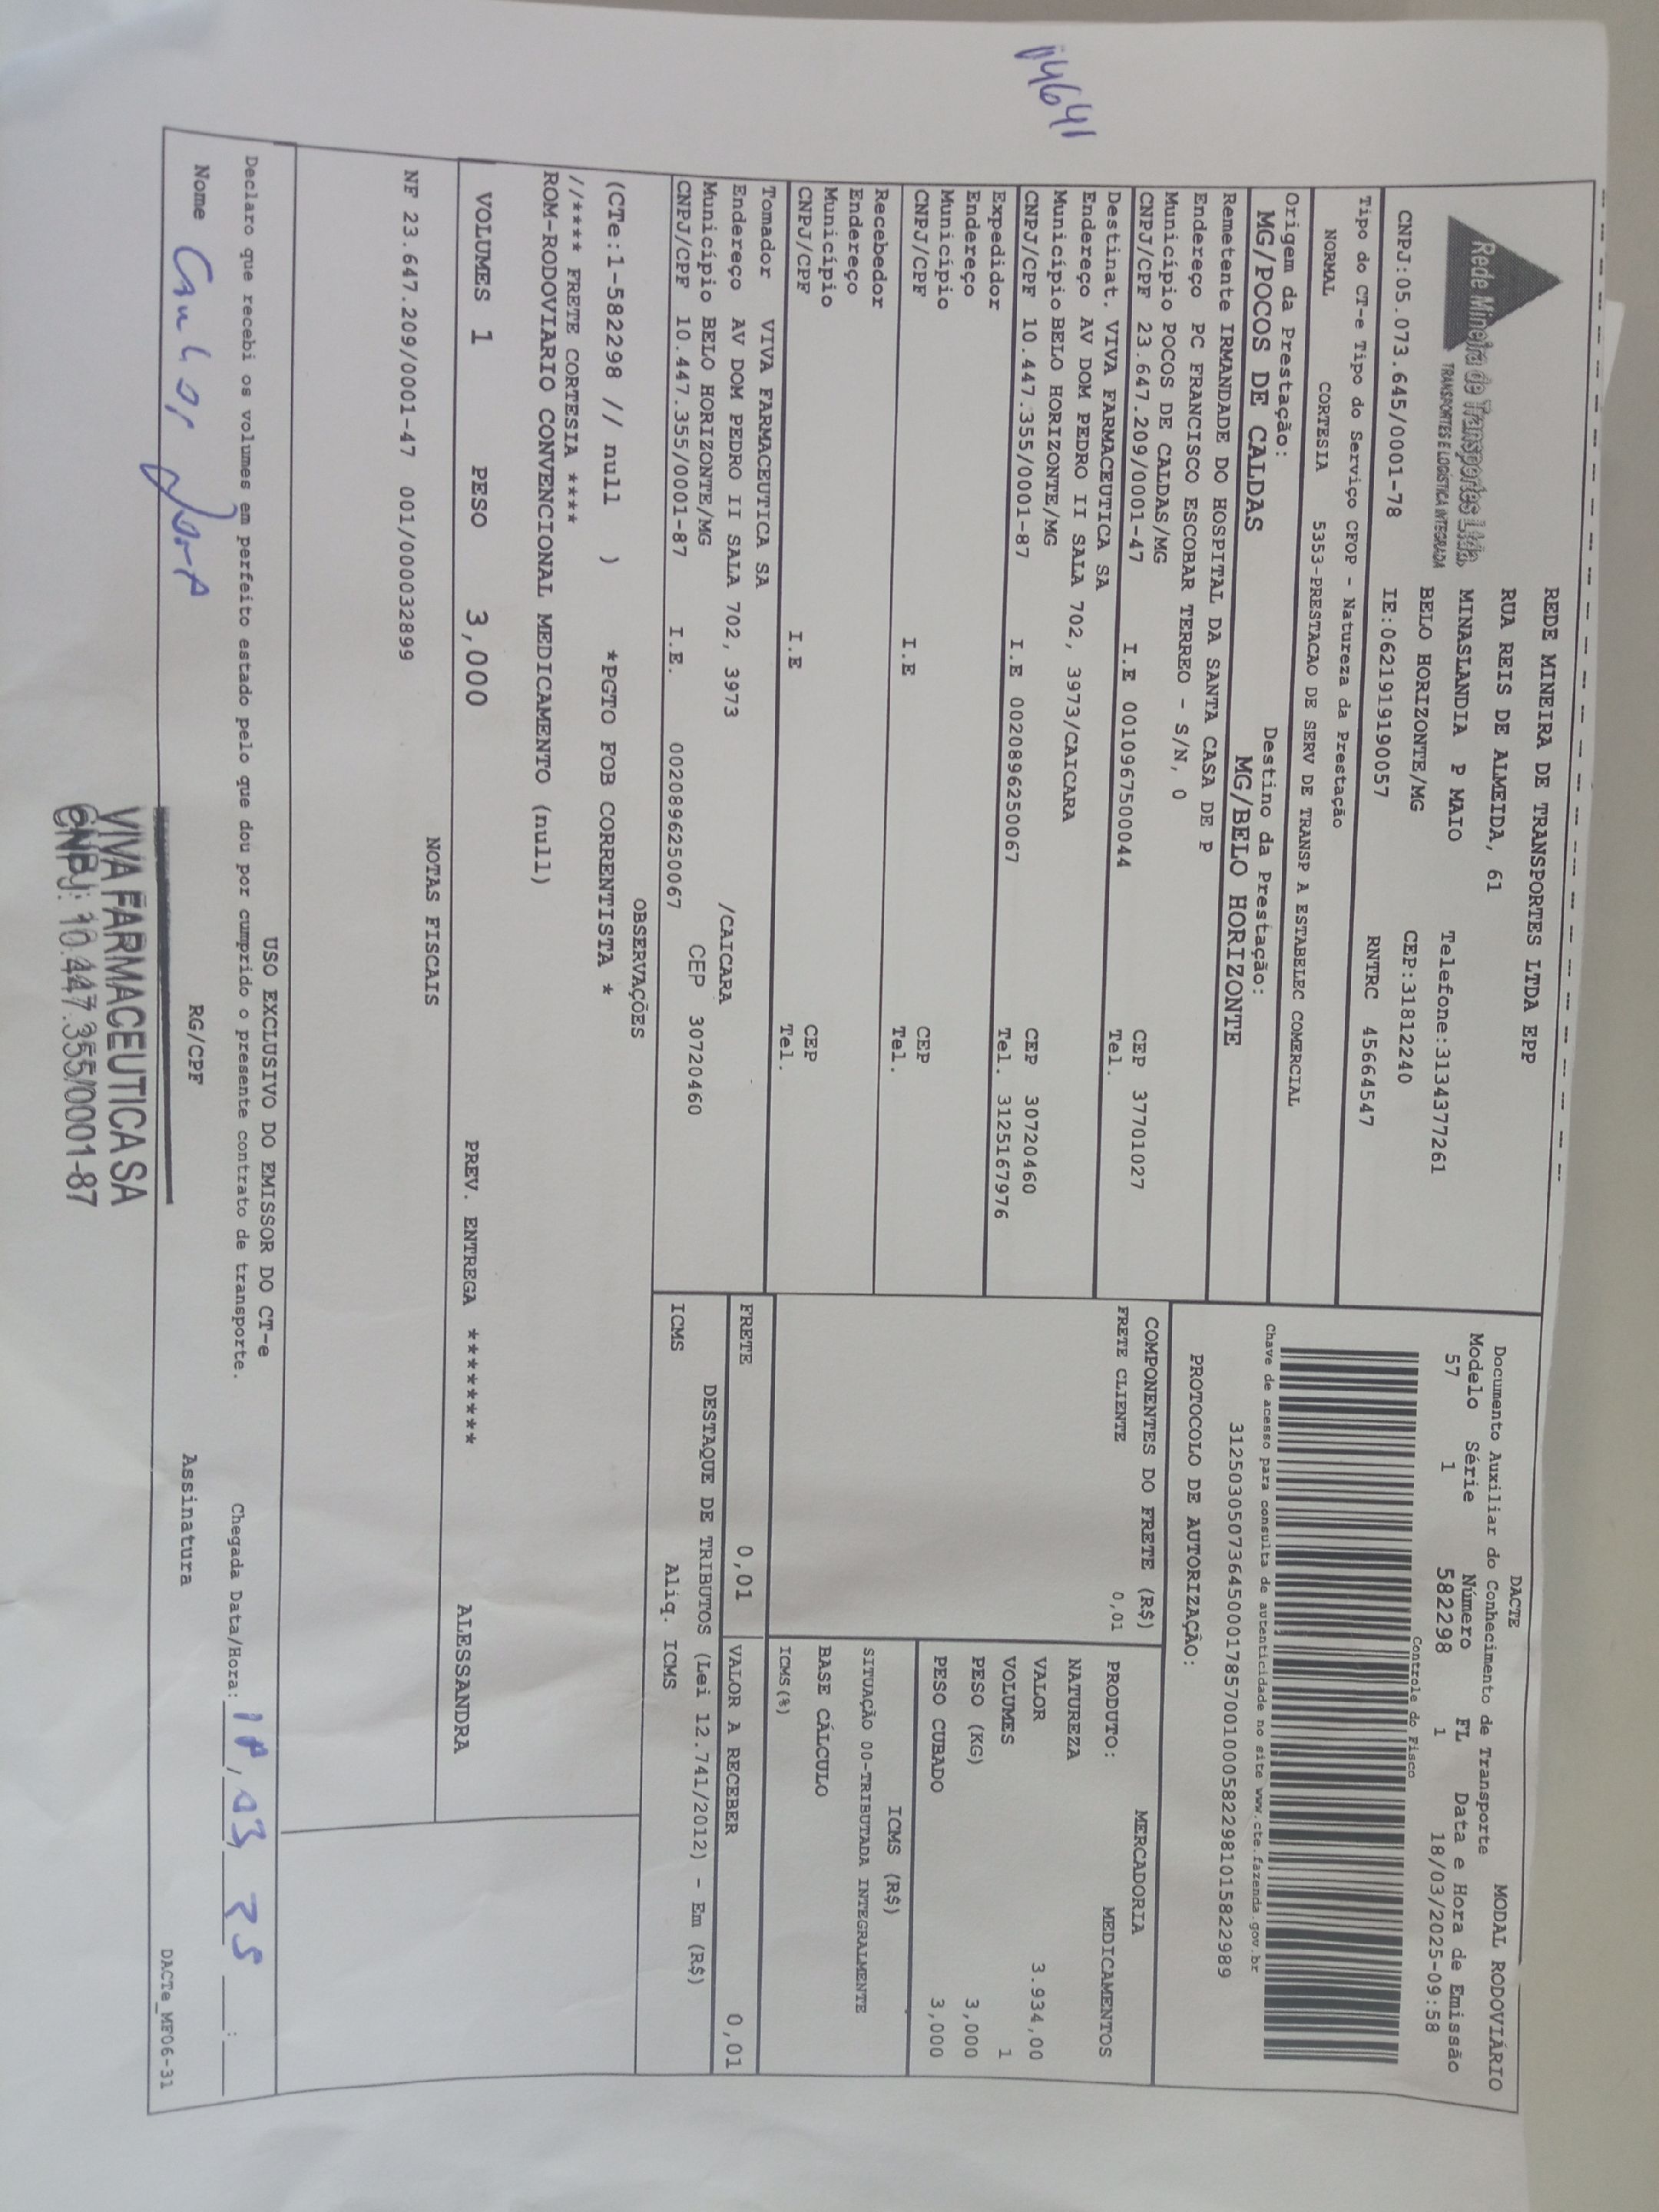 14641
Rede Mineira de Transportes Ltda.
TRANSPORTES E LOGÍSTICA INTEGRADA
REDE MINEIRA DE TRANSPORTES LTDA EPP
RUA REIS DE ALMEIDA, 61
MINASLANDIA P MAIO Telefone:3134377261
BELO HORIZONTE/MG CEP:31812240
CNPJ:05.073.645/0001-78 IE:0621919190057 RNTRC 45664547
Tipo do CT-e Tipo do Serviço CFOP - Natureza da Prestação
NORMAL CORTESIA 5353-PRESTACAO DE SERV DE TRANSP A ESTABELEC COMERCIAL
Origem da Prestação: Destino da Prestação:
MG/POCOS DE CALDAS MG/BELO HORIZONTE
Remetente IRMANDADE DO HOSPITAL DA SANTA CASA DE P
Endereço PC FRANCISCO ESCOBAR TERREO - S/N, 0
Município POCOS DE CALDAS/MG CEP 37701027
CNPJ/CPF 23.647.209/0001-47 I.E 0010967500044 Tel.
Destinat. VIVA FARMACEUTICA SA
Endereço AV DOM PEDRO II SALA 702, 3973/CAICARA
Município BELO HORIZONTE/MG CEP 30720460
CNPJ/CPF 10.447.355/0001-87 I.E 0020896250067 Tel. 3125167976
Expedidor
Endereço
Município CEP
CNPJ/CPF I.E Tel.
Recebedor
Endereço
Município CEP
CNPJ/CPF I.E Tel.
Tomador VIVA FARMACEUTICA SA
Endereço AV DOM PEDRO II SALA 702, 3973 /CAICARA
Município BELO HORIZONTE/MG CEP 30720460
CNPJ/CPF 10.447.355/0001-87 I.E. 0020896250067
DACTE MODAL RODOVIÁRIO
Documento Auxiliar do Conhecimento de Transporte
Modelo Série Número FL Data e Hora de Emissão
57 1 582298 1 18/03/2025-09:58
Controle do Fisco
Chave de acesso para consulta de autenticidade no site www.cte.fazenda.gov.br
31250305073645000178570010005822981015822989
PROTOCOLO DE AUTORIZAÇÃO:
COMPONENTES DO FRETE (R$)
FRETE CLIENTE 0,01
MERCADORIA
PRODUTO: MEDICAMENTOS
NATUREZA
VALOR 3.934,00
VOLUMES 1
PESO (KG) 3,000
PESO CUBADO 3,000
ICMS (R$)
SITUAÇÃO 00-TRIBUTADA INTEGRALMENTE
BASE CÁLCULO
ICMS(%)
FRETE 0,01 VALOR A RECEBER 0,01
DESTAQUE DE TRIBUTOS (Lei 12.741/2012) - Em (R$)
ICMS Aliq. ICMS
OBSERVAÇÕES
(CTe:1-582298 // null ) *PGTO FOB CORRENTISTA *
//**** FRETE CORTESIA ****
ROM-RODOVIARIO CONVENCIONAL MEDICAMENTO (null)
VOLUMES 1 PESO 3,000 PREV. ENTREGA ******** ALESSANDRA
NOTAS FISCAIS
NF 23.647.209/0001-47 001/000032899
USO EXCLUSIVO DO EMISSOR DO CT-e
Declaro que recebi os volumes em perfeito estado pelo que dou por cumprido o presente contrato de transporte. Chegada Data/Hora: 18, 03, 25 :
Nome RG/CPF Assinatura
DACTe_MF06-31
VIVA FARMACEUTICA SA
CNPJ: 10.447.355/0001-87